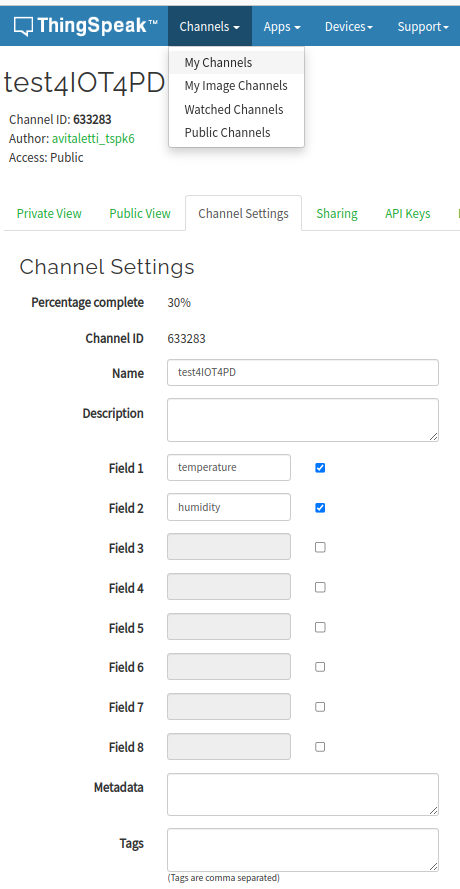 ThingSpeak™ Channels Apps Devices Support
My Channels
My Image Channels
Watched Channels
Public Channels
test4IOT4PD
Channel ID: 633283
Author: avitaletti_tspk6
Access: Public
Private View Public View Channel Settings Sharing API Keys
Channel Settings
Percentage complete 30%
Channel ID 633283
Name test4IOT4PD
Description
Field 1 temperature
Field 2 humidity
Field 3
Field 4
Field 5
Field 6
Field 7
Field 8
Metadata
Tags
(Tags are comma separated)